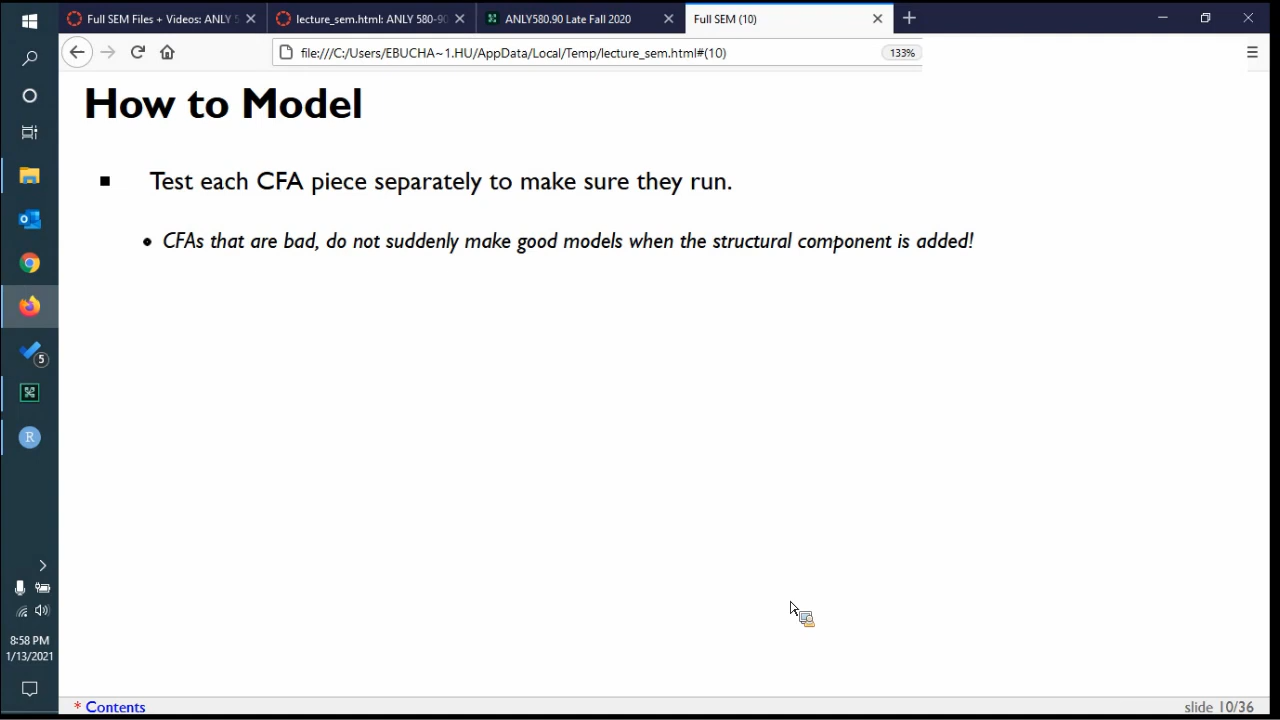 Full SEM Files + Videos: ANLY 5
lecture_sem.html: ANLY 580-90
ANLY580.90 Late Fall 2020
Full SEM (10)
file:///C:/Users/EBUCHA~1.HU/AppData/Local/Temp/lecture_sem.html#(10)
133%
How to Model
Test each CFA piece separately to make sure they run.
CFAs that are bad, do not suddenly make good models when the structural component is added!
5
R
8:58 PM
1/13/2021
* Contents
slide 10/36